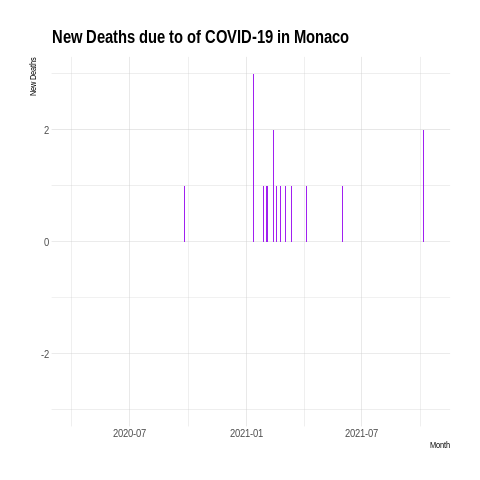 New Deaths due to of COVID-19 in Monaco
New Deaths
2
0
-2
2020-07
2021-01
2021-07
Month